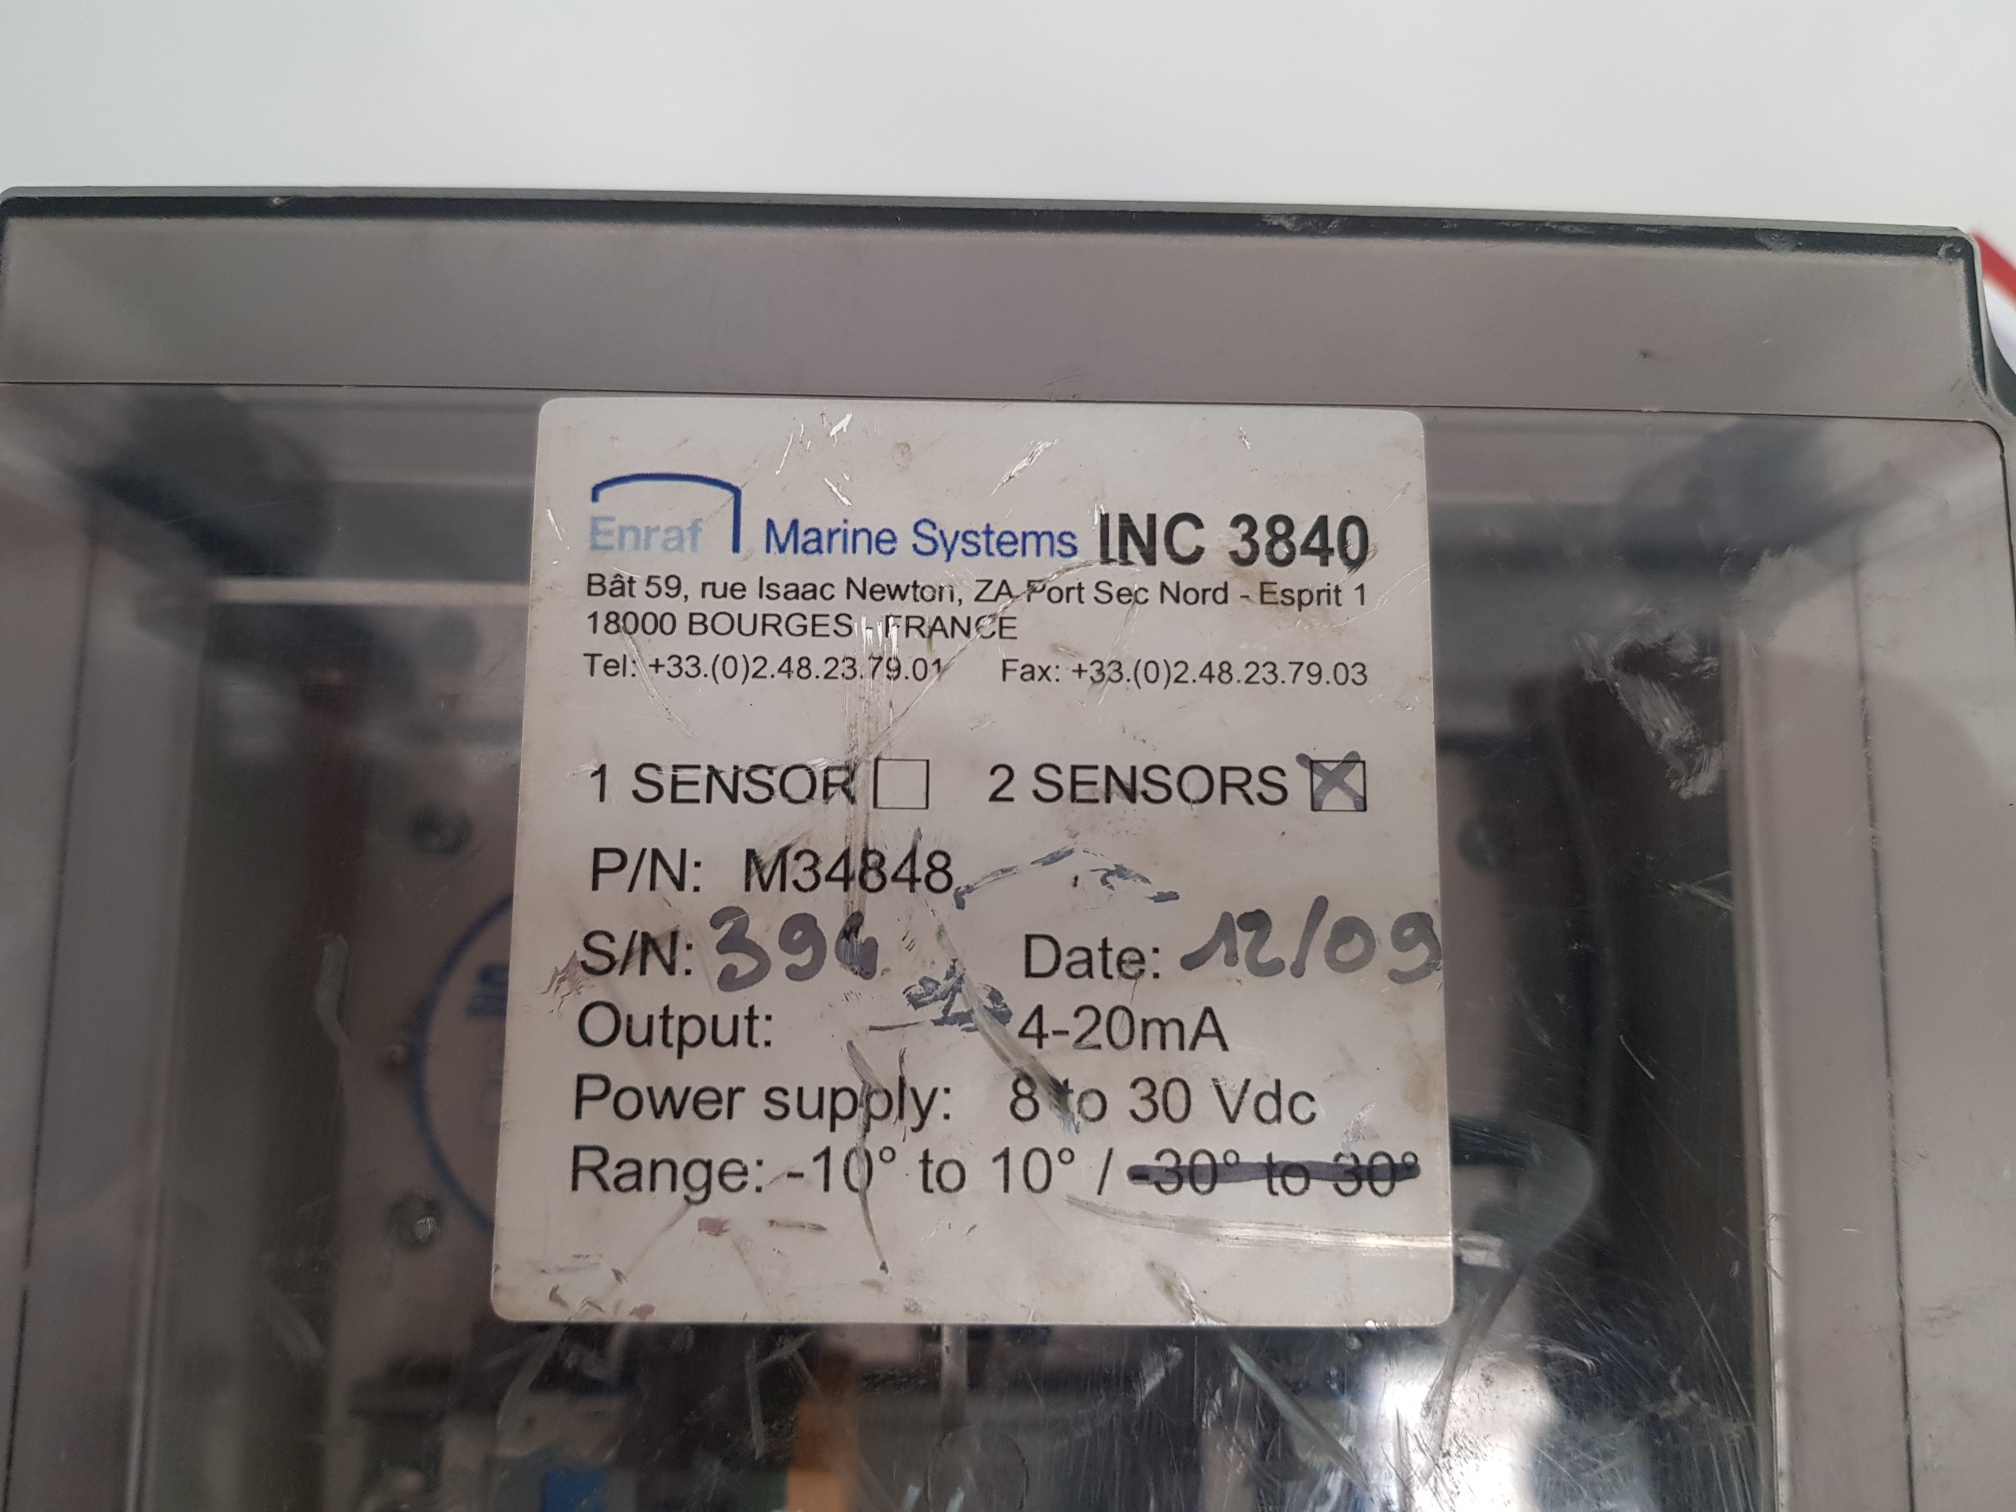 Enraf Marine Systems INC 3840
Bât 59, rue Isaac Newton, ZA Port Sec Nord - Esprit 1
18000 BOURGES - FRANCE
Tel: +33.(0)2.48.23.79.01 Fax: +33.(0)2.48.23.79.03
1 SENSOR 2 SENSORS
P/N: M34848
S/N: Date: 12/09
Output: 4-20mA
Power supply: 8 to 30 Vdc
Range: -10° to 10° / -30° to 30°